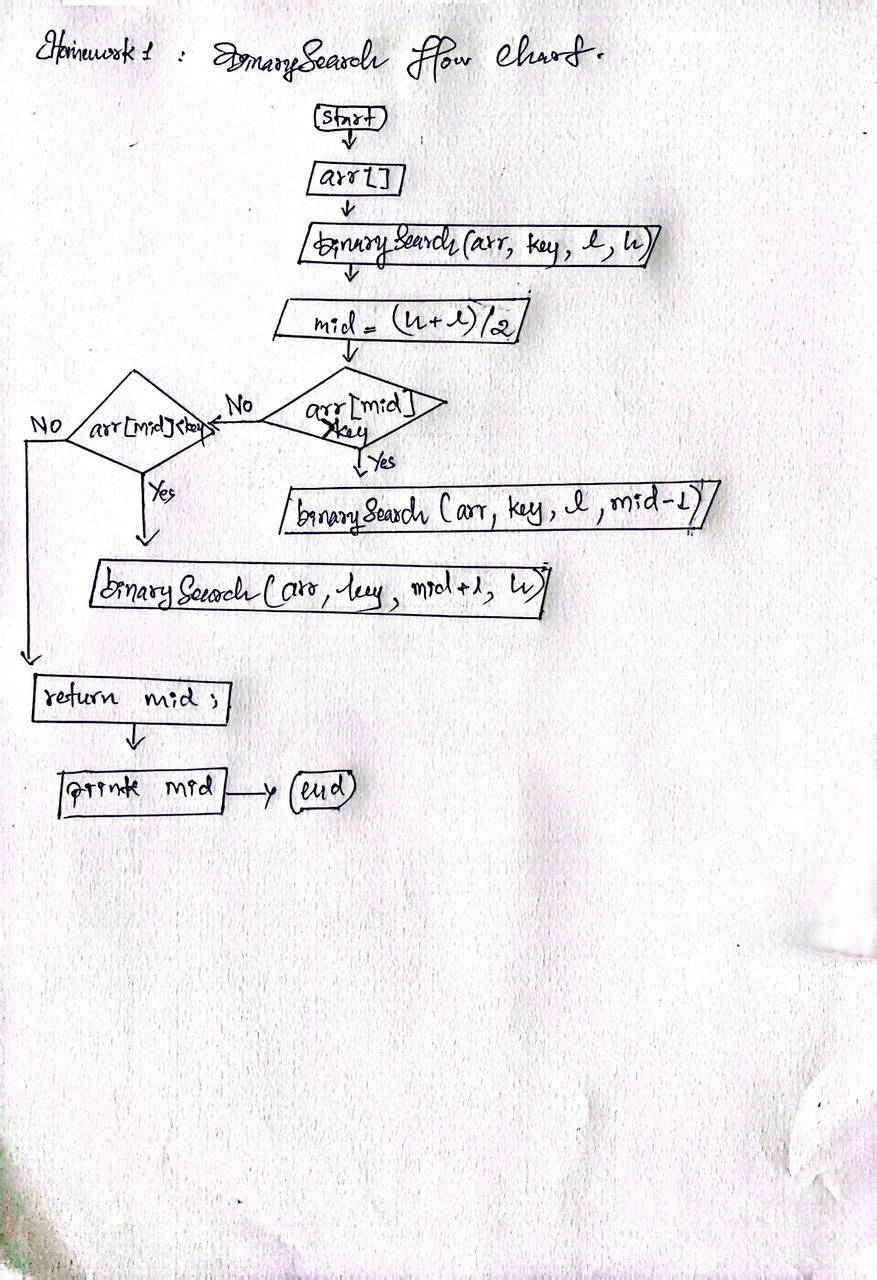 Homework 1 : BinarySearch flow chart.
start
arr[]
binarySearch(arr, key, l, h)
mid = (h+l)/2
arr[mid]
>key
No
arr[mid]<key
No
Yes
binarySearch (arr, key, l, mid-1)
Yes
binarySearch (arr, key, mid+1, h)
return mid;
print mid
end